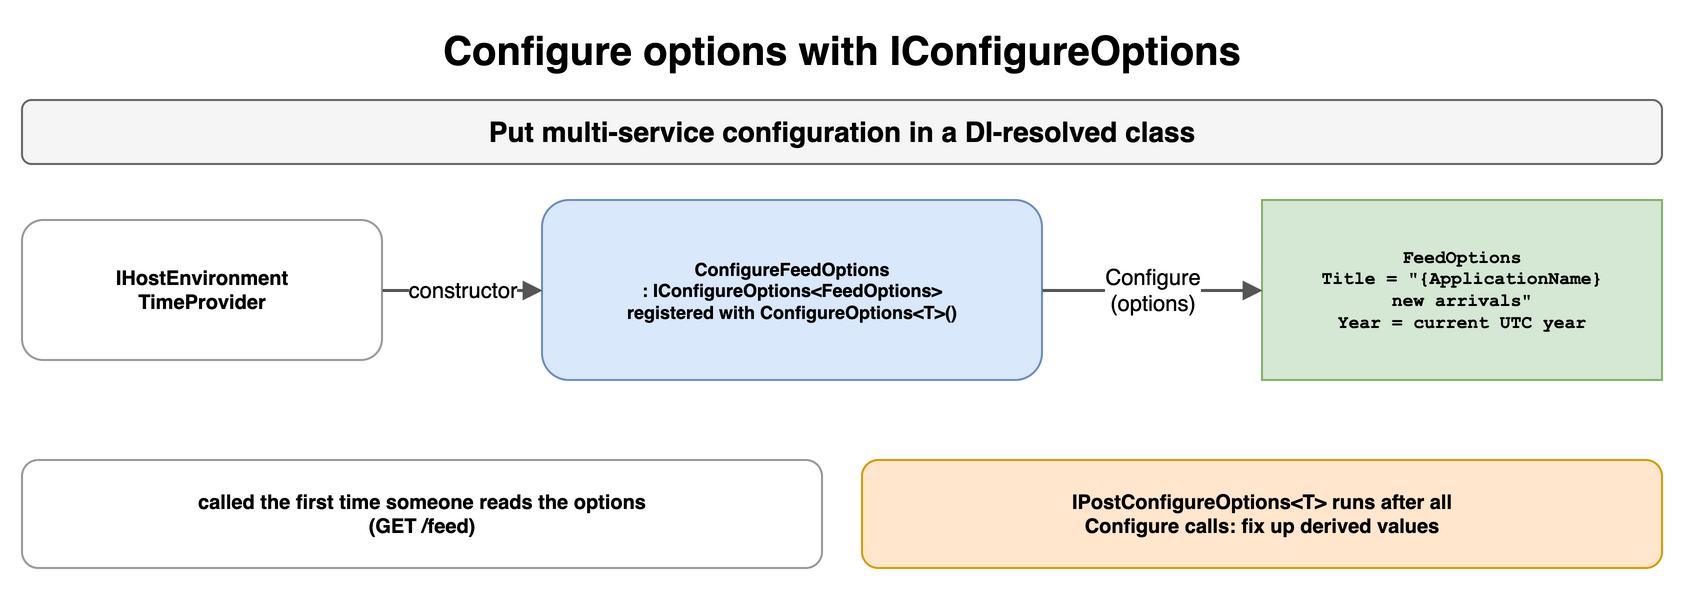 Configure options with IConfigureOptions
Put multi-service configuration in a DI-resolved class
IHostEnvironment
TimeProvider
constructor
ConfigureFeedOptions
: IConfigureOptions<FeedOptions>
registered with ConfigureOptions<T>()
Configure
(options)
FeedOptions
Title = "{ApplicationName}
new arrivals"
Year = current UTC year
called the first time someone reads the options
(GET /feed)
IPostConfigureOptions<T> runs after all
Configure calls: fix up derived values